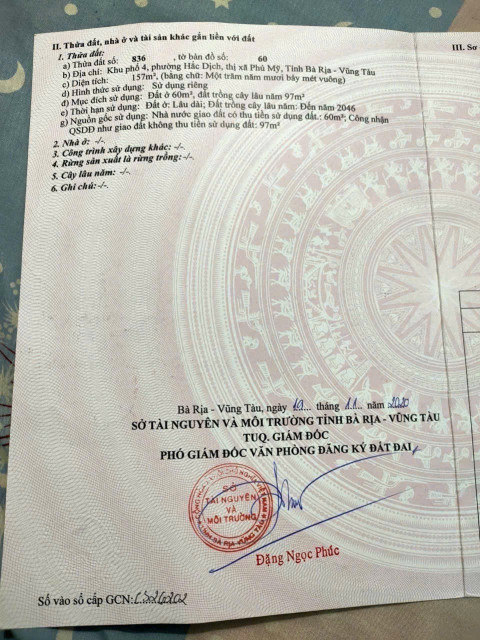 II. Thửa đất, nhà ở và tài sản khác gắn liền với đất
III. Sơ
1. Thửa đất:
a) Thửa đất số: 836 , tờ bản đồ số: 60
b) Địa chỉ: Khu phố 4, phường Hắc Dịch, thị xã Phú Mỹ, Tỉnh Bà Rịa - Vũng Tàu
c) Diện tích: 157m², (bằng chữ: Một trăm năm mươi bảy mét vuông)
d) Hình thức sử dụng: Sử dụng riêng
đ) Mục đích sử dụng: Đất ở 60m², đất trồng cây lâu năm 97m²
e) Thời hạn sử dụng: Đất ở: Lâu dài; Đất trồng cây lâu năm: Đến năm 2046
g) Nguồn gốc sử dụng: Nhà nước giao đất có thu tiền sử dụng đất: 60m²; Công nhận
QSDĐ như giao đất không thu tiền sử dụng đất: 97m²
2. Nhà ở: -/-
3. Công trình xây dựng khác: -/-
4. Rừng sản xuất là rừng trồng: -/-
5. Cây lâu năm: -/-
6. Ghi chú: -/-
Bà Rịa - Vũng Tàu, ngày 19 tháng 11 năm 2020
SỞ TÀI NGUYÊN VÀ MÔI TRƯỜNG TỈNH BÀ RỊA - VŨNG TÀU
TUQ. GIÁM ĐỐC
PHÓ GIÁM ĐỐC VĂN PHÒNG ĐĂNG KÝ ĐẤT ĐAI
SỞ
TÀI NGUYÊN
VÀ
MÔI TRƯỜNG
TỈNH BÀ RỊA VŨNG TÀU
Đặng Ngọc Phúc
Số vào sổ cấp GCN: